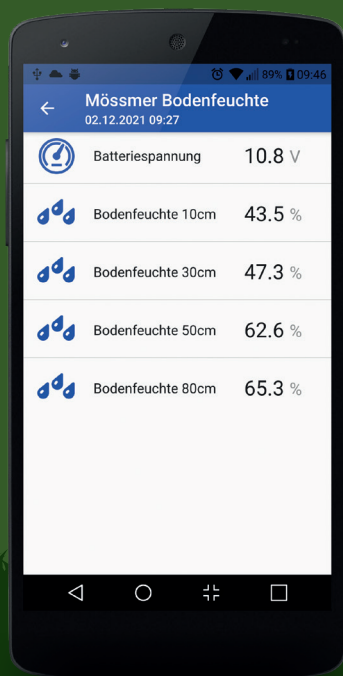 89% 09:46
Mössmer Bodenfeuchte
02.12.2021 09:27
Batteriespannung 10.8 V
Bodenfeuchte 10cm 43.5 %
Bodenfeuchte 30cm 47.3 %
Bodenfeuchte 50cm 62.6 %
Bodenfeuchte 80cm 65.3 %